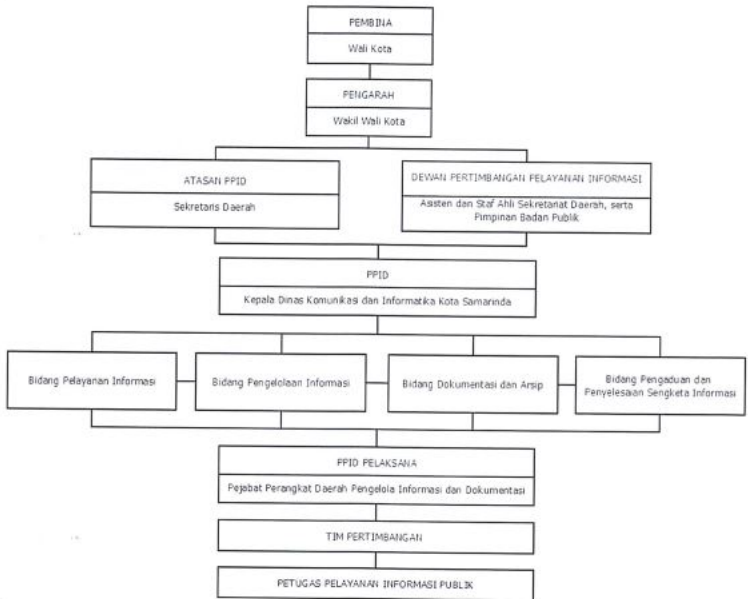 PEMBINA
Wali Kota
PENGARAH
Wakil Wali Kota
ATASAN PPID
Sekretaris Daerah
DEWAN PERTIMBANGAN PELAYANAN INFORMASI
Asisten dan Staf Ahli Sekretariat Daerah, serta
Pimpinan Badan Publik
PPID
Kepala Dinas Komunikasi dan Informatika Kota Samarinda
Bidang Pelayanan Informasi
Bidang Pengelolaan Informasi
Bidang Dokumentasi dan Arsip
Bidang Pengaduan dan
Penyelesaian Sengketa Informasi
PPID PELAKSANA
Pejabat Perangkat Daerah Pengelola Informasi dan Dokumentasi
TIM PERTIMBANGAN
PETUGAS PELAYANAN INFORMASI PUBLIK